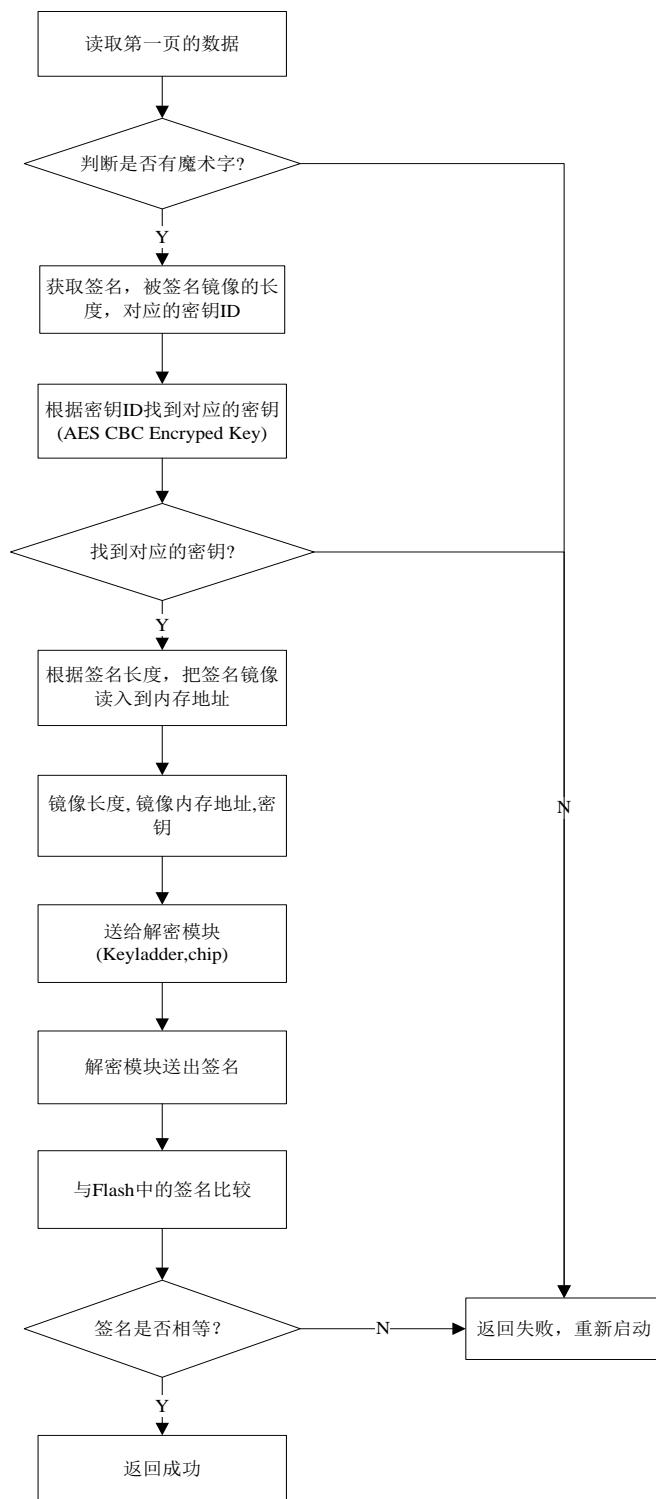 读取第一页的数据
判断是否有魔术字?
Y
获取签名，被签名镜像的长
度，对应的密钥ID
根据密钥ID找到对应的密钥
(AES CBC Encryped Key)
找到对应的密钥?
Y
根据签名长度，把签名镜像
读入到内存地址
镜像长度, 镜像内存地址,密
钥
N
送给解密模块
(Keyladder,chip)
解密模块送出签名
与Flash中的签名比较
签名是否相等？
N
返回失败，重新启动
Y
返回成功